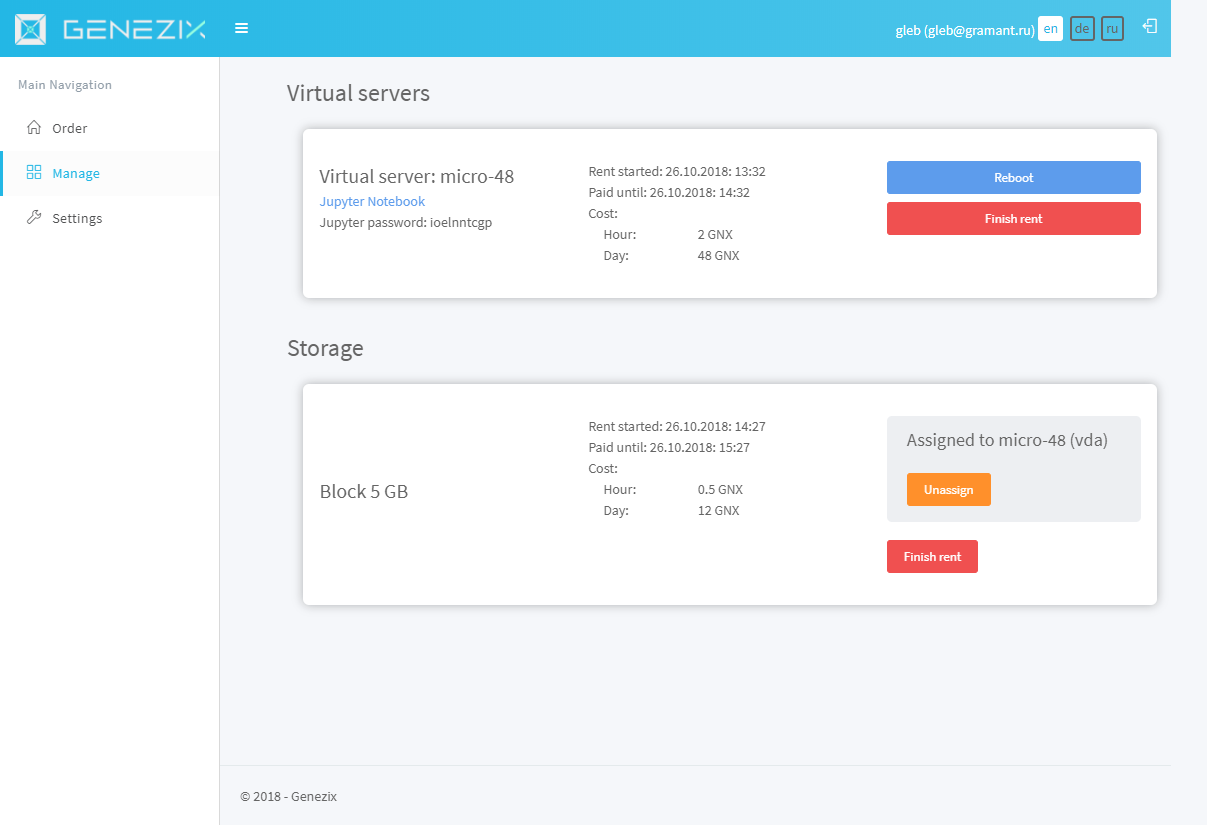 GENEZIX
gleb (gleb@gramant.ru) en de ru
Main Navigation
Order
Manage
Settings
Virtual servers
Virtual server: micro-48
Jupyter Notebook
Jupyter password: ioelnntcgp
Rent started: 26.10.2018: 13:32
Paid until: 26.10.2018: 14:32
Cost:
Hour: 2 GNX
Day: 48 GNX
Reboot
Finish rent
Storage
Block 5 GB
Rent started: 26.10.2018: 14:27
Paid until: 26.10.2018: 15:27
Cost:
Hour: 0.5 GNX
Day: 12 GNX
Assigned to micro-48 (vda)
Unassign
Finish rent
© 2018 - Genezix